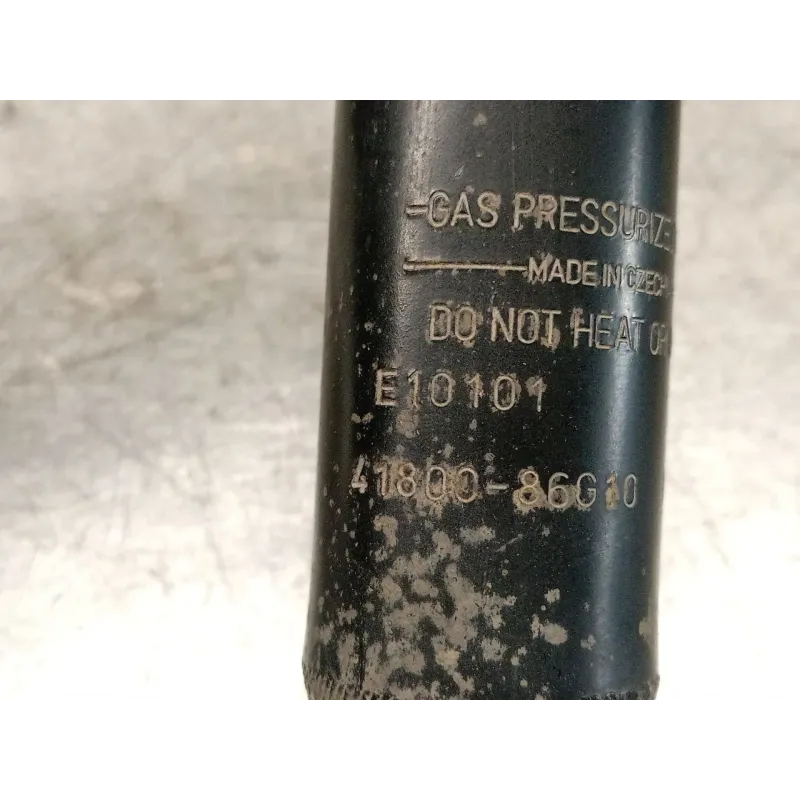 GAS PRESSURIZE
MADE IN CZECH
DO NOT HEAT OR
E10101
41800-86G10